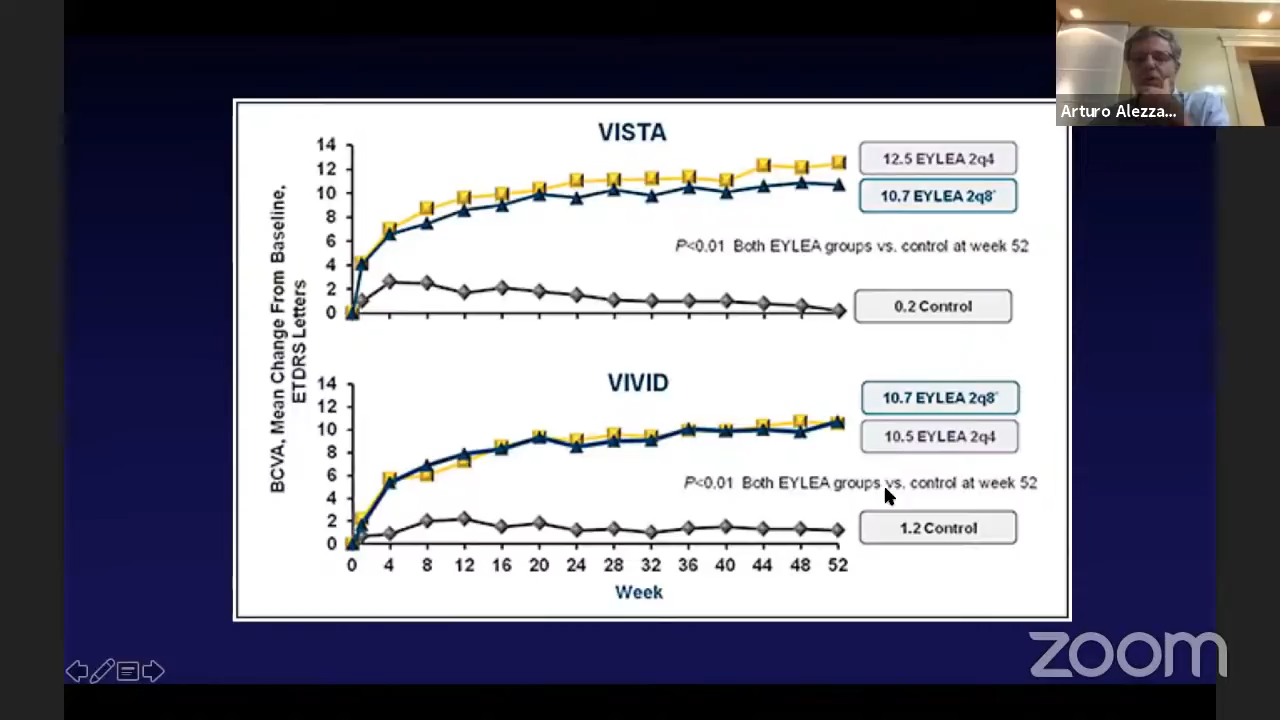 Arturo Alezza...
VISTA
14
12
10
8
6
4
2
0
12.5 EYLEA 2q4
10.7 EYLEA 2q8*
P<0.01 Both EYLEA groups vs. control at week 52
0.2 Control
BCVA, Mean Change From Baseline,
ETDRS Letters
VIVID
14
12
10
8
6
4
2
0
10.7 EYLEA 2q8*
10.5 EYLEA 2q4
P<0.01 Both EYLEA groups vs. control at week 52
1.2 Control
0 4 8 12 16 20 24 28 32 36 40 44 48 52
Week
zoom